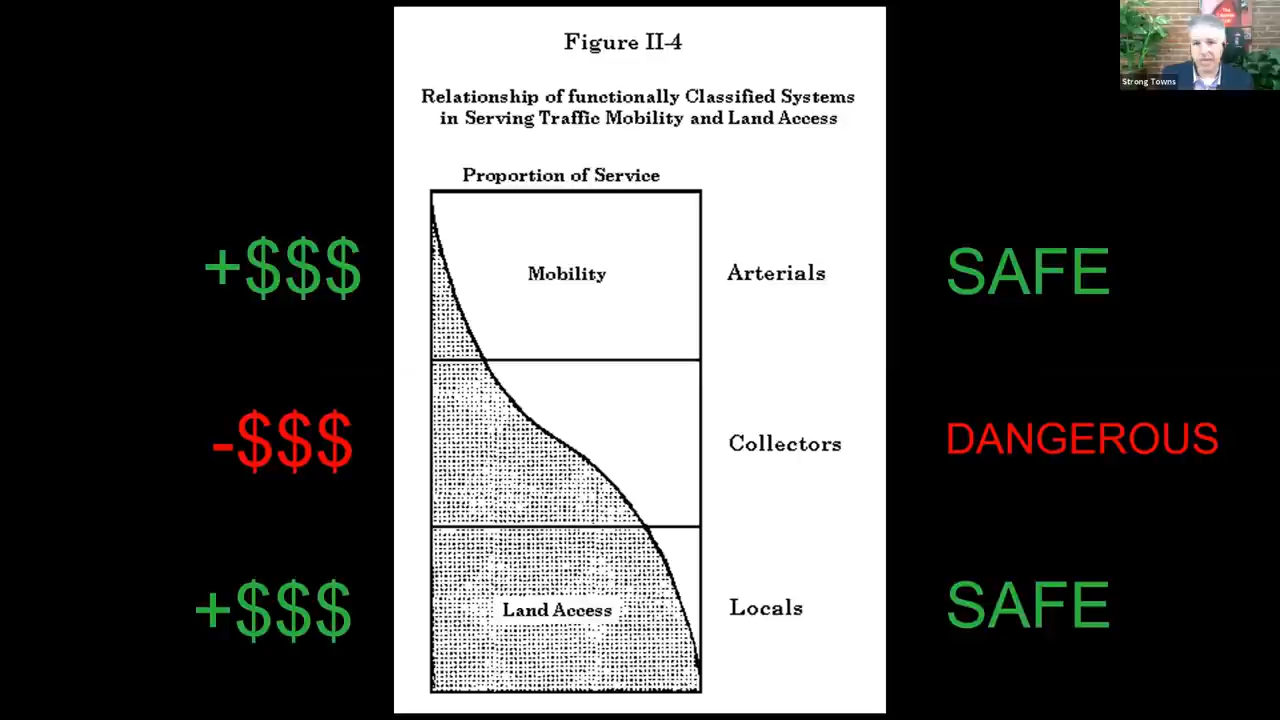 Figure II-4
Relationship of functionally Classified Systems
in Serving Traffic Mobility and Land Access
Proportion of Service
+$$$
Mobility
Arterials
SAFE
-$$$
Collectors
DANGEROUS
+$$$
Land Access
Locals
SAFE
Strong Towns